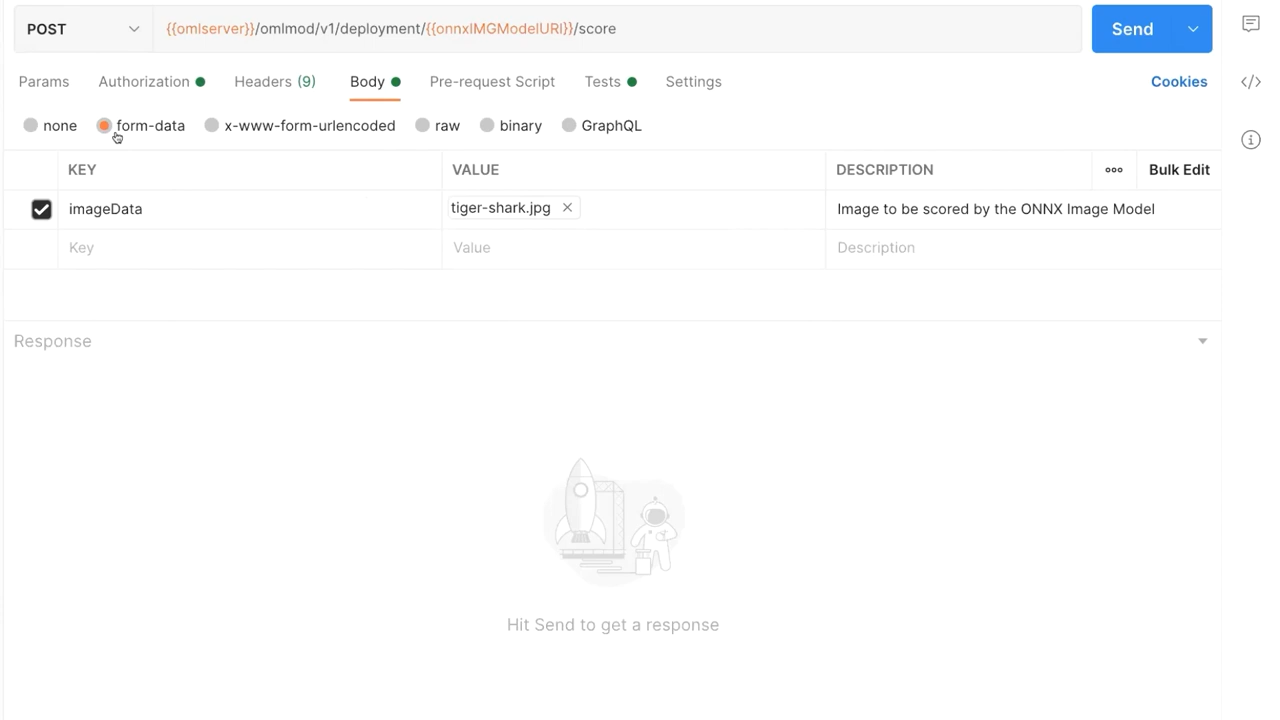 POST {{omlserver}}/omlmod/v1/deployment/{{onnxIMGModelURI}}/score Send
Params Authorization Headers (9) Body Pre-request Script Tests Settings Cookies
none form-data x-www-form-urlencoded raw binary GraphQL
KEY VALUE DESCRIPTION Bulk Edit
imageData tiger-shark.jpg Image to be scored by the ONNX Image Model
Key Value Description
Response
Hit Send to get a response